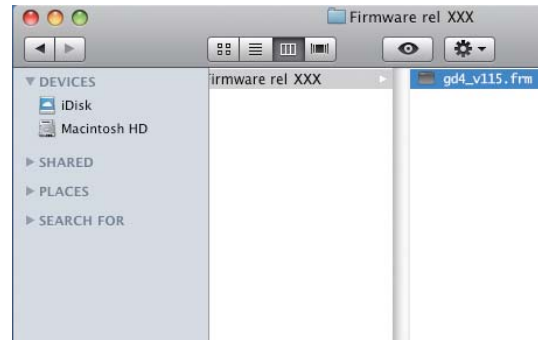 Firmware rel XXX
DEVICES
iDisk
Macintosh HD
SHARED
PLACES
SEARCH FOR
irmware rel XXX
gd4_v115.frm